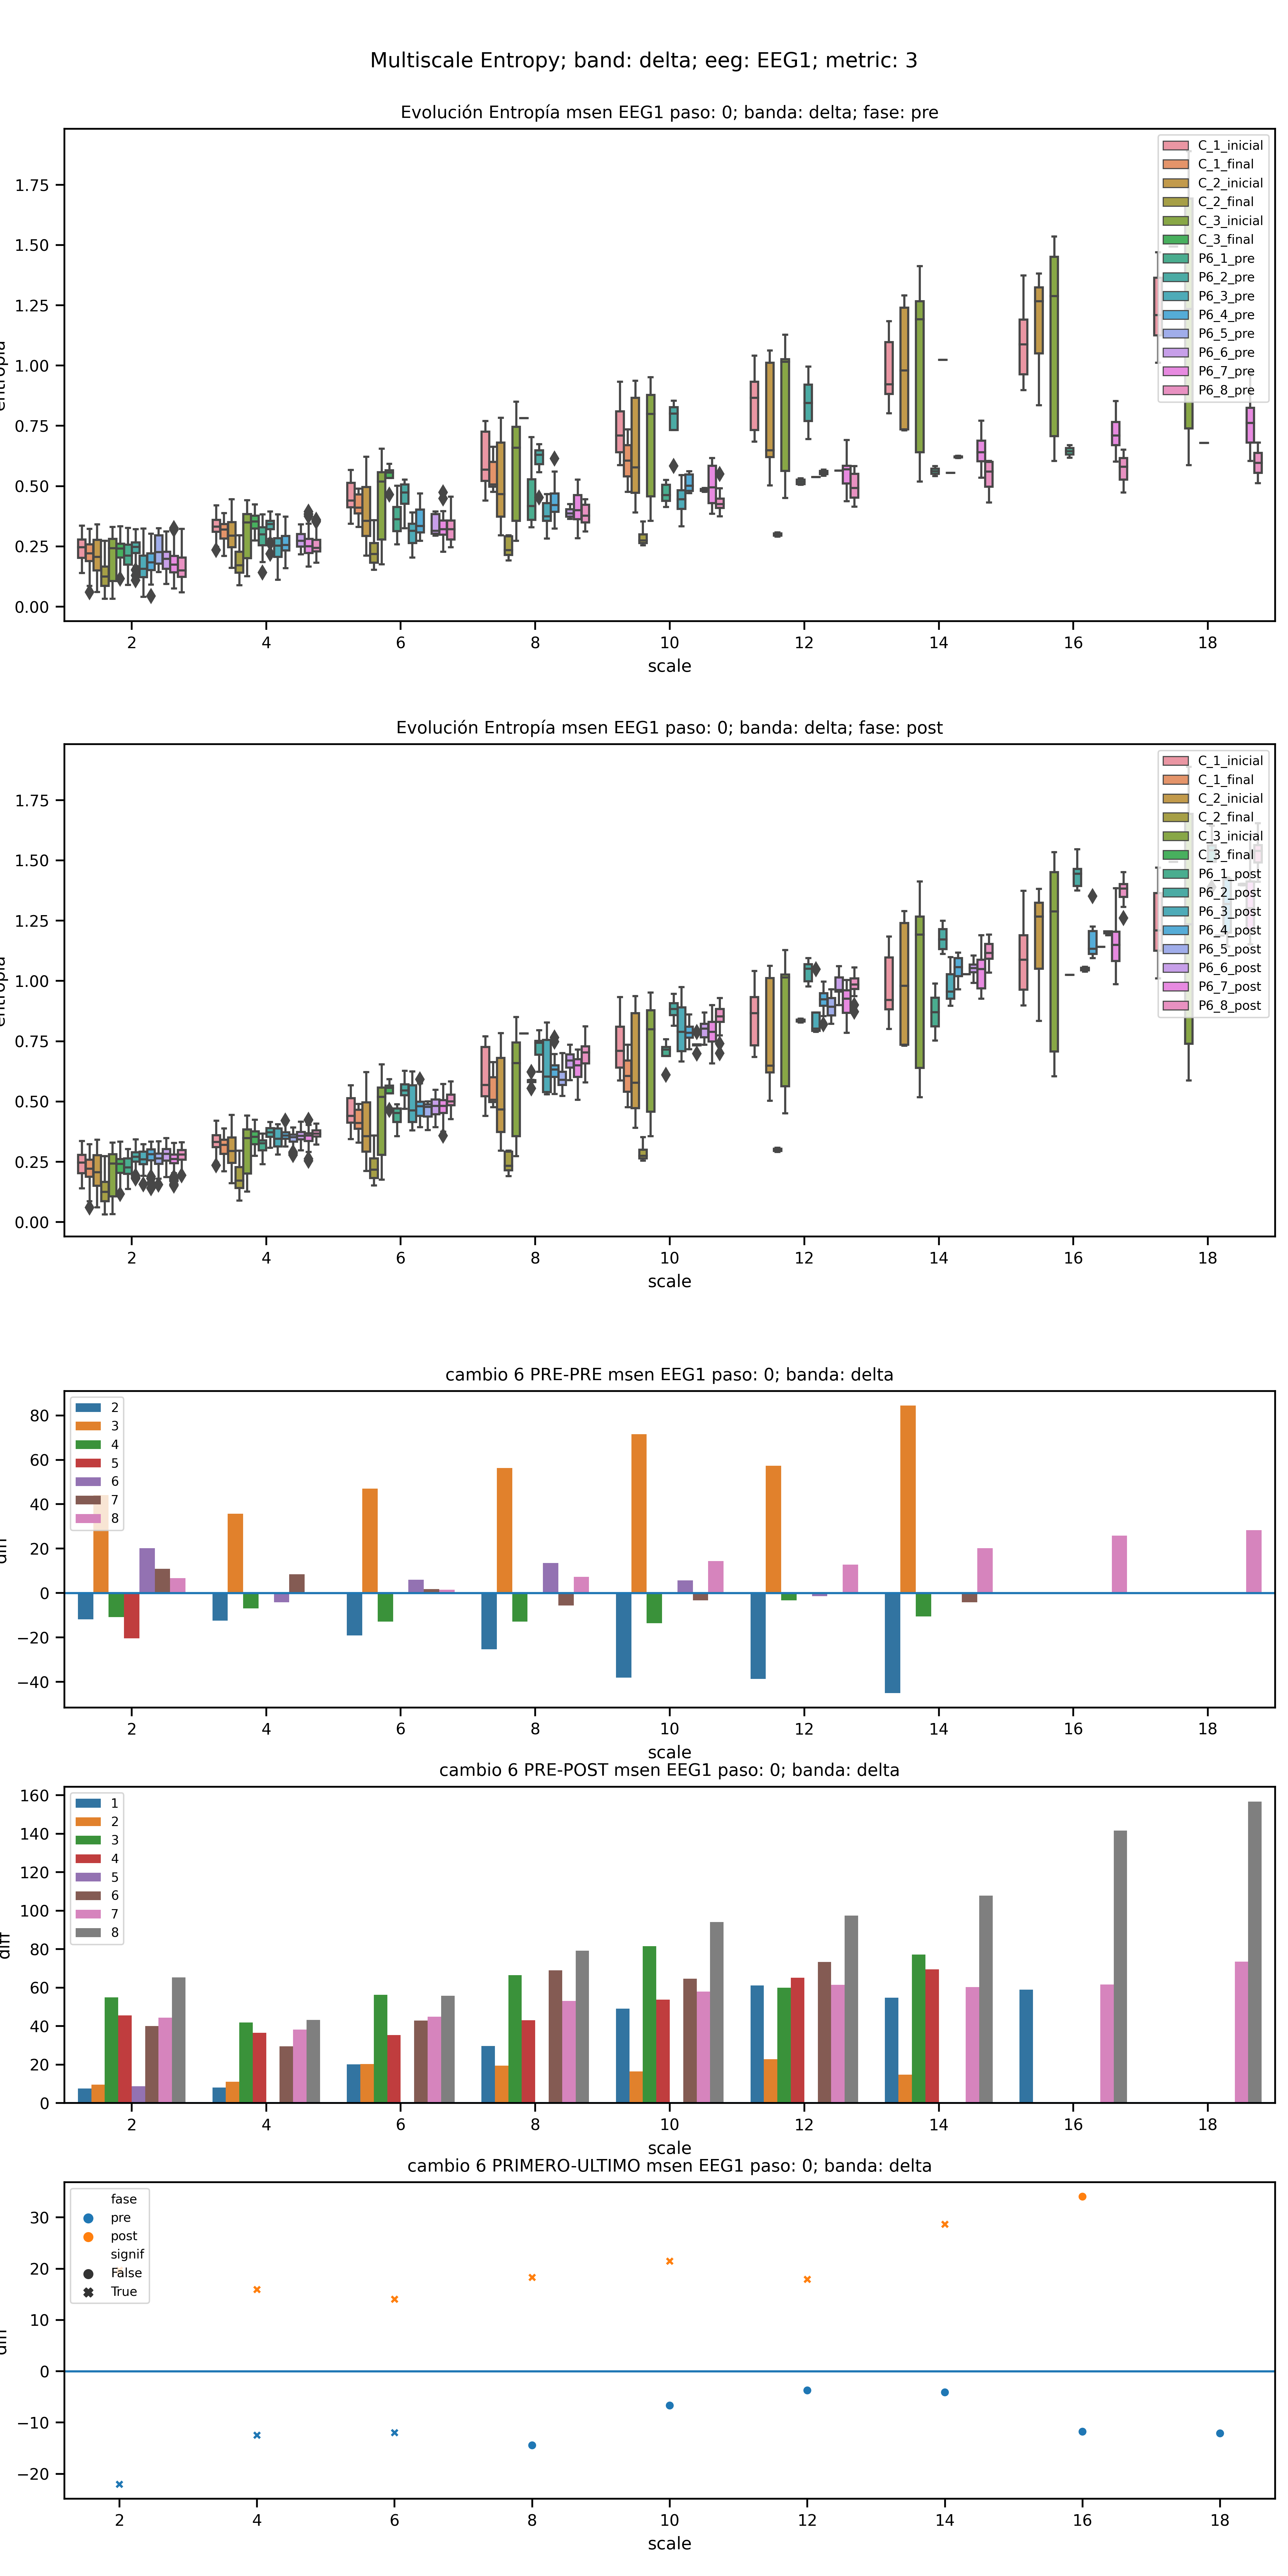 Multiscale Entropy; band: delta; eeg: EEG1; metric: 3
Evolución Entropía msen EEG1 paso: 0; banda: delta; fase: pre
C_1_inicial
C_1_final
C_2_inicial
C_2_final
C_3_inicial
C_3_final
P6_1_pre
P6_2_pre
P6_3_pre
P6_4_pre
P6_5_pre
P6_6_pre
P6_7_pre
P6_8_pre
1.75
1.50
1.25
1.00
0.75
0.50
0.25
0.00
entropia
2 4 6 8 10 12 14 16 18
scale
Evolución Entropía msen EEG1 paso: 0; banda: delta; fase: post
C_1_inicial
C_1_final
C_2_inicial
C_2_final
C_3_inicial
C_3_final
P6_1_post
P6_2_post
P6_3_post
P6_4_post
P6_5_post
P6_6_post
P6_7_post
P6_8_post
1.75
1.50
1.25
1.00
0.75
0.50
0.25
0.00
entropia
2 4 6 8 10 12 14 16 18
scale
cambio 6 PRE-PRE msen EEG1 paso: 0; banda: delta
2
3
4
5
6
7
8
80
60
40
20
0
−20
−40
diff
2 4 6 8 10 12 14 16 18
scale
cambio 6 PRE-POST msen EEG1 paso: 0; banda: delta
1
2
3
4
5
6
7
8
160
140
120
100
80
60
40
20
0
diff
2 4 6 8 10 12 14 16 18
scale
cambio 6 PRIMERO-ULTIMO msen EEG1 paso: 0; banda: delta
fase
pre
post
signif
False
True
30
20
10
0
−10
−20
diff
2 4 6 8 10 12 14 16 18
scale